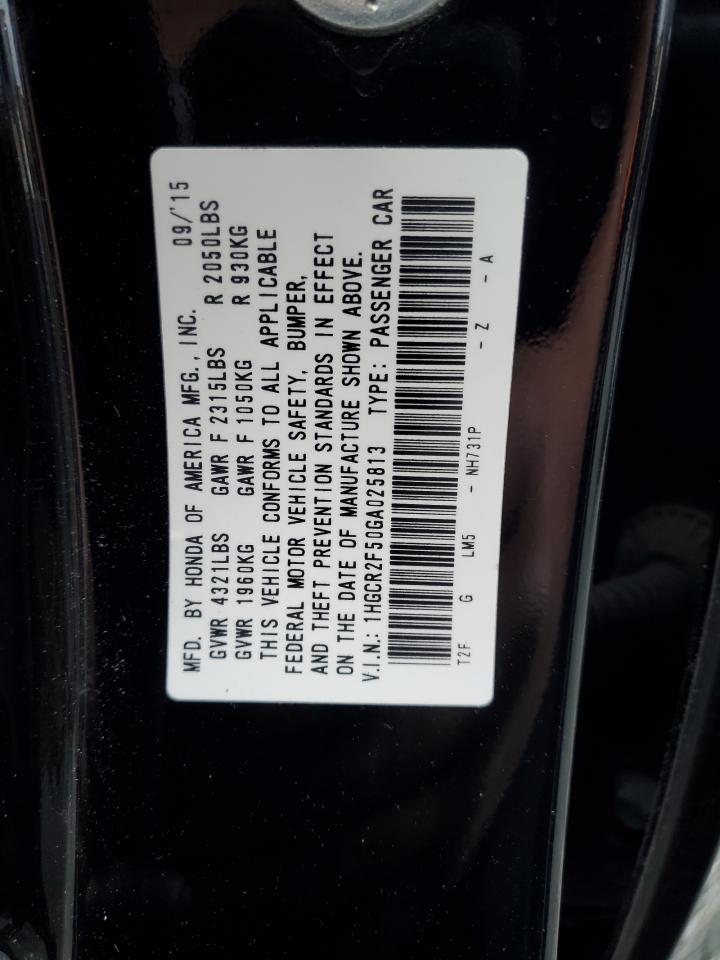 MFD. BY HONDA OF AMERICA MFG., INC. 09/'15
GVWR 4321LBS GAWR F 2315LBS R 2050LBS
GVWR 1960KG GAWR F 1050KG R 930KG
THIS VEHICLE CONFORMS TO ALL APPLICABLE
FEDERAL MOTOR VEHICLE SAFETY, BUMPER,
AND THEFT PREVENTION STANDARDS IN EFFECT
ON THE DATE OF MANUFACTURE SHOWN ABOVE.
V.I.N.: 1HGCR2F50GA025813 TYPE: PASSENGER CAR
T2F G LM5 - NH731P - Z - A